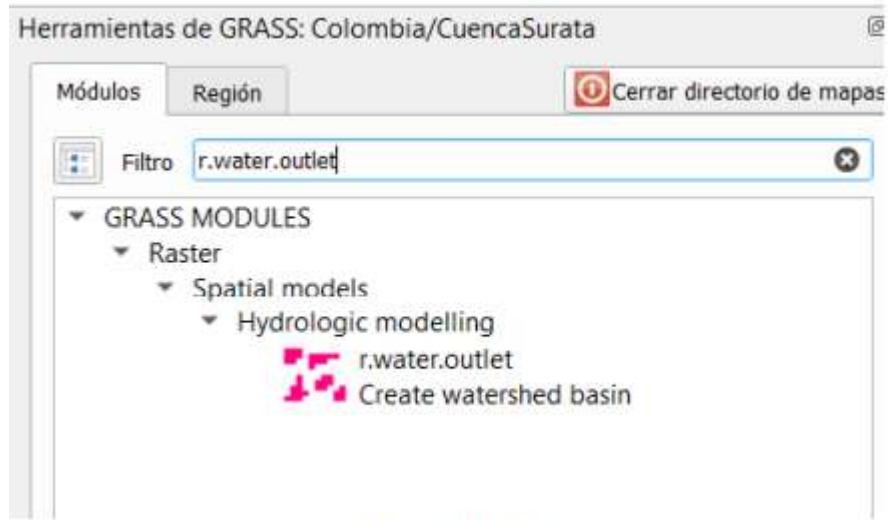 Herramientas de GRASS: Colombia/CuencaSurata
Módulos Región Cerrar directorio de mapas
Filtro r.water.outlet
GRASS MODULES
Raster
Spatial models
Hydrologic modelling
r.water.outlet
Create watershed basin